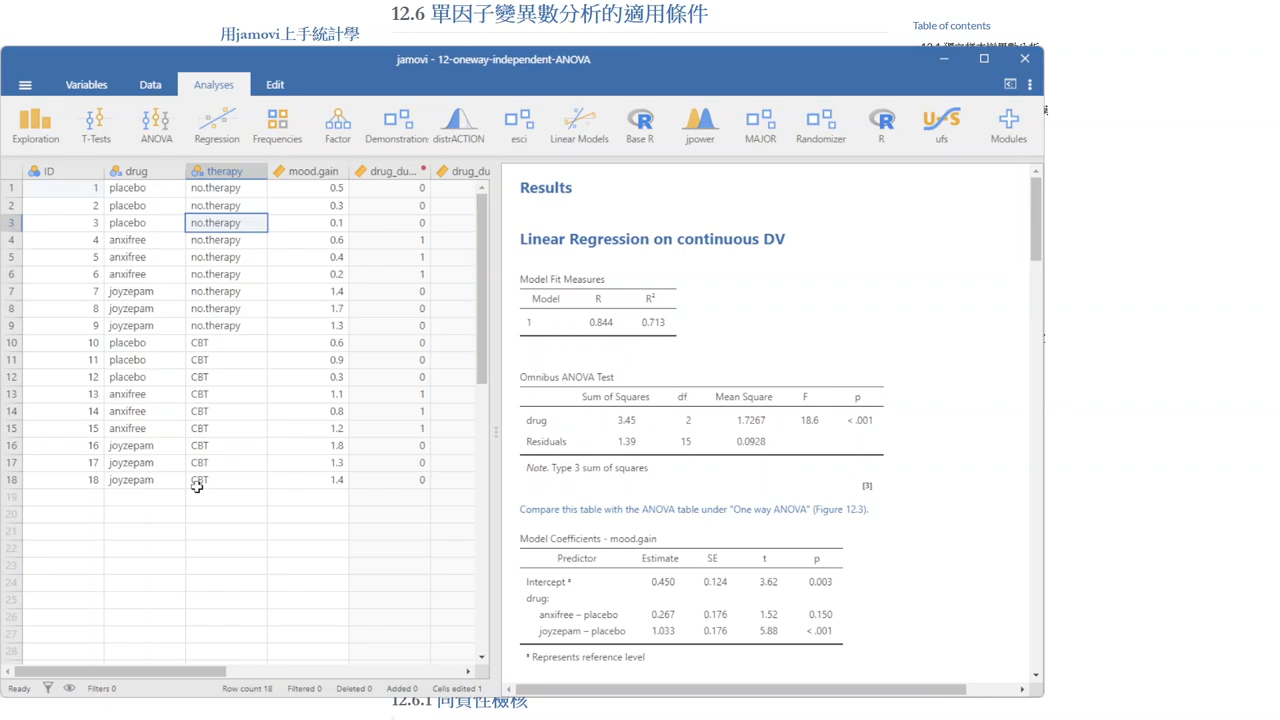 12.6 單因子變異數分析的適用條件
用jamovi上手統計學
Table of contents
jamovi - 12-oneway-independent-ANOVA
Variables Data Analyses Edit
Exploration T-Tests ANOVA Regression Frequencies Factor Demonstrations distrACTION esci Linear Models Base R jpower MAJOR Randomizer R ufs Modules
ID drug therapy mood.gain drug_du... drug_du
1 1 placebo no.therapy 0.5 0
2 2 placebo no.therapy 0.3 0
3 3 placebo no.therapy 0.1 0
4 4 anxifree no.therapy 0.6 1
5 5 anxifree no.therapy 0.4 1
6 6 anxifree no.therapy 0.2 1
7 7 joyzepam no.therapy 1.4 0
8 8 joyzepam no.therapy 1.7 0
9 9 joyzepam no.therapy 1.3 0
10 10 placebo CBT 0.6 0
11 11 placebo CBT 0.9 0
12 12 placebo CBT 0.3 0
13 13 anxifree CBT 1.1 1
14 14 anxifree CBT 0.8 1
15 15 anxifree CBT 1.2 1
16 16 joyzepam CBT 1.8 0
17 17 joyzepam CBT 1.3 0
18 18 joyzepam CBT 1.4 0
19
20
21
22
23
24
25
26
27
28
Ready Filters 0 Row count 18 Filtered 0 Deleted 0 Added 0 Cells edited 1
Results
Linear Regression on continuous DV
Model Fit Measures
Model R R²
1 0.844 0.713
Omnibus ANOVA Test
Sum of Squares df Mean Square F p
drug 3.45 2 1.7267 18.6 < .001
Residuals 1.39 15 0.0928
Note. Type 3 sum of squares
[3]
Compare this table with the ANOVA table under "One way ANOVA" (Figure 12.3).
Model Coefficients - mood.gain
Predictor Estimate SE t p
Intercept ᵃ 0.450 0.124 3.62 0.003
drug:
anxifree – placebo 0.267 0.176 1.52 0.150
joyzepam – placebo 1.033 0.176 5.88 < .001
ᵃ Represents reference level
12.6.1 同質性檢核